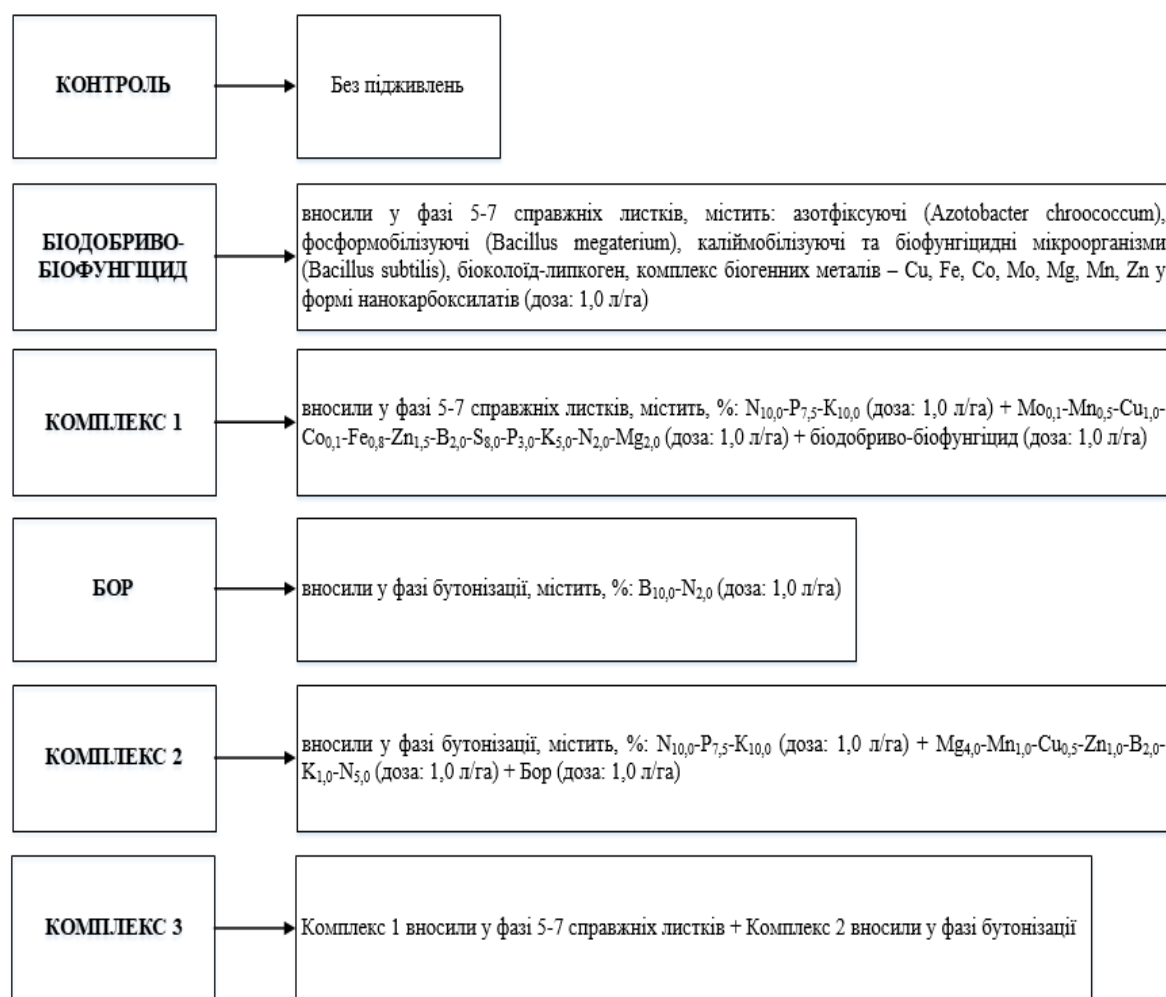 КОНТРОЛЬ
Без підживлень
БІОДОБРИВО-
БІОФУНГІЦИД
вносили у фазі 5-7 справжніх листків, містить: азотфіксуючі (Azotobacter chroococcum),
фосформобілізуючі (Bacillus megaterium), каліймобілізуючі та біофунгіцидні мікроорганізми
(Bacillus subtilis), біоколоїд-липкоген, комплекс біогенних металів – Cu, Fe, Co, Mo, Mg, Mn, Zn у
формі нанокарбоксилатів (доза: 1,0 л/га)
КОМПЛЕКС 1
вносили у фазі 5-7 справжніх листків, містить, %: N₁₀,₀-P₇,₅-K₁₀,₀ (доза: 1,0 л/га) + Mo₀,₁-Mn₀,₅-Cu₁,₀-
Co₀,₁-Fe₀,₈-Zn₁,₅-B₂,₀-S₈,₀-P₃,₀-K₅,₀-N₂,₀-Mg₂,₀ (доза: 1,0 л/га) + біодобриво-біофунгіцид (доза: 1,0 л/га)
БОР
вносили у фазі бутонізації, містить, %: B₁₀,₀-N₂,₀ (доза: 1,0 л/га)
КОМПЛЕКС 2
вносили у фазі бутонізації, містить, %: N₁₀,₀-P₇,₅-K₁₀,₀ (доза: 1,0 л/га) + Mg₄,₀-Mn₁,₀-Cu₀,₅-Zn₁,₀-B₂,₀-
K₁,₀-N₅,₀ (доза: 1,0 л/га) + Бор (доза: 1,0 л/га)
КОМПЛЕКС 3
Комплекс 1 вносили у фазі 5-7 справжніх листків + Комплекс 2 вносили у фазі бутонізації